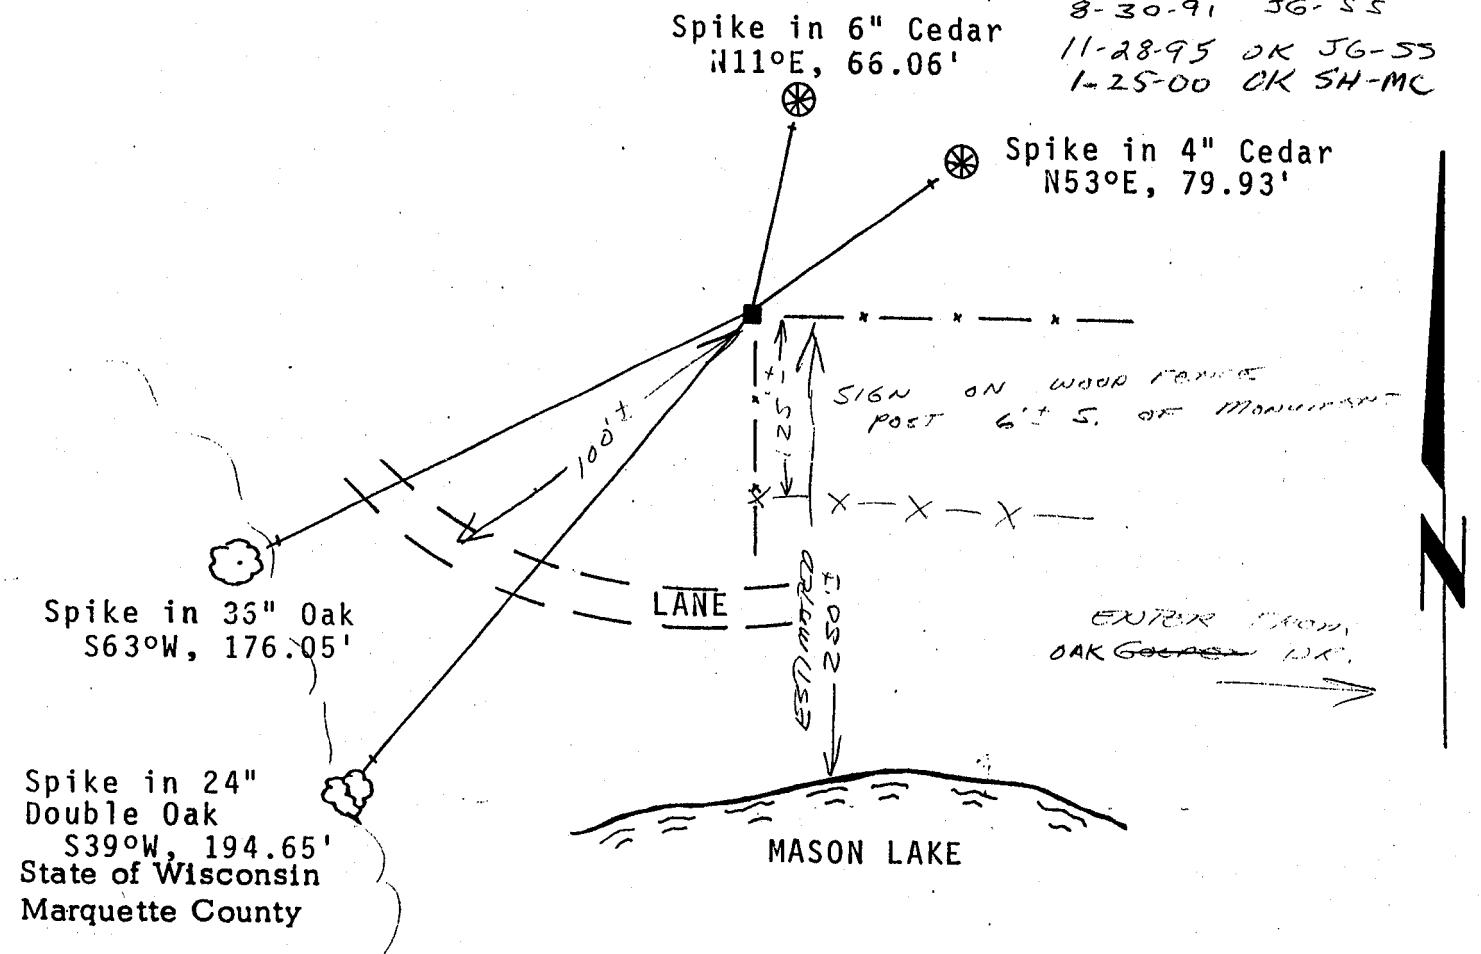 8-30-91 JG-SS
11-28-95 OK JG-SS
1-25-00 OK SH-MC
Spike in 6" Cedar
N11°E, 66.06'
Spike in 4" Cedar
N53°E, 79.93'
SIGN ON WOOD FENCE
POST 6'± S. OF MONUMENT
125'±
100'±
LANE
250'±
Spike in 36" Oak
S63°W, 176.05'
ENTER FROM
OAK DR.
N
Spike in 24"
Double Oak
S39°W, 194.65'
MASON LAKE
State of Wisconsin
Marquette County